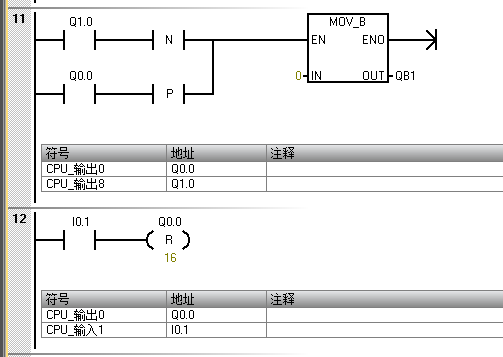 11
Q1.0
MOV_B
N
EN
ENO
Q0.0
P
0
IN
OUT
QB1
符号 地址 注释
CPU_输出0 Q0.0
CPU_输出8 Q1.0
12
I0.1 Q0.0
R
16
符号 地址 注释
CPU_输出0 Q0.0
CPU_输入1 I0.1